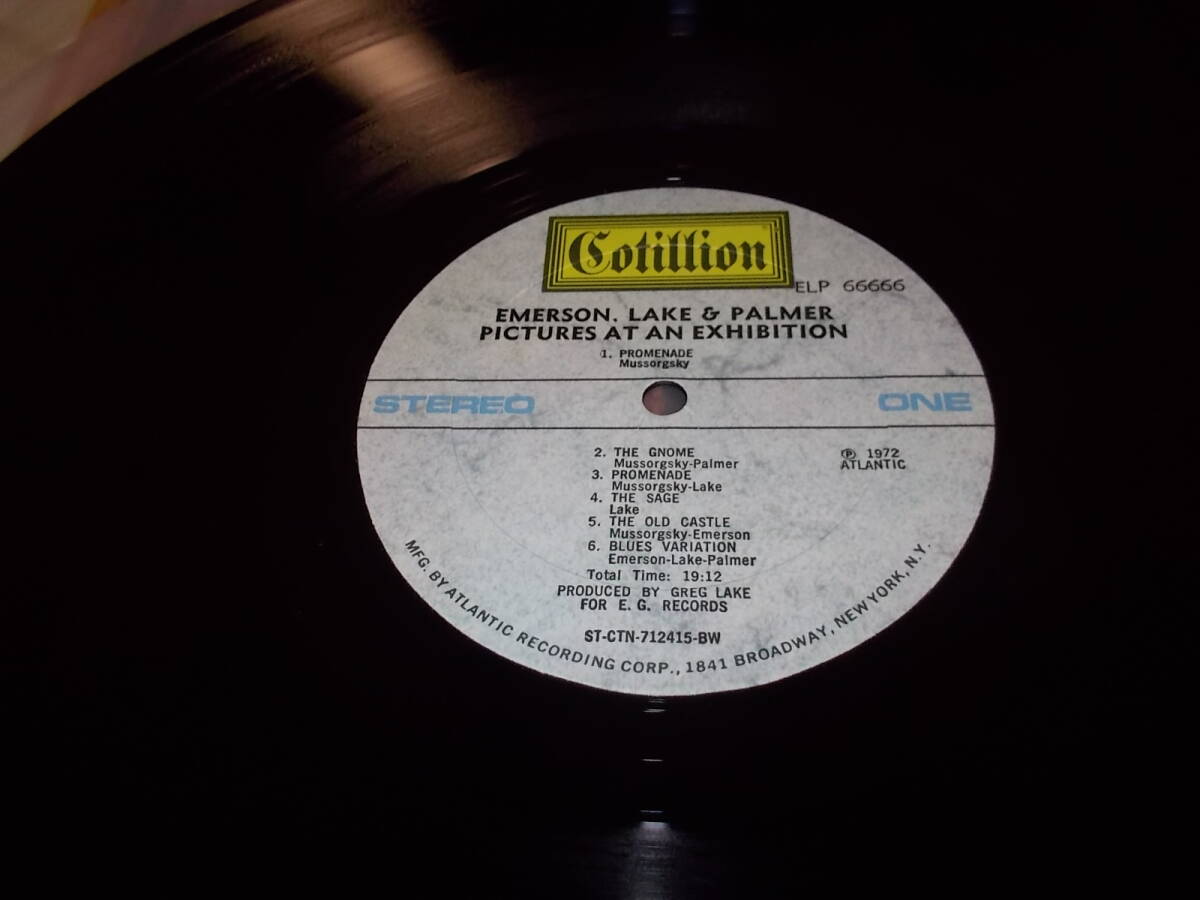 Cotillion
ELP 66666
EMERSON, LAKE & PALMER
PICTURES AT AN EXHIBITION
1. PROMENADE
Mussorgsky
STEREO
ONE
2. THE GNOME
Mussorgsky-Palmer
3. PROMENADE
Mussorgsky-Lake
4. THE SAGE
Lake
5. THE OLD CASTLE
Mussorgsky-Emerson
6. BLUES VARIATION
Emerson-Lake-Palmer
Ⓟ 1972
ATLANTIC
Total Time: 19:12
PRODUCED BY GREG LAKE
FOR E. G. RECORDS
ST-CTN-712415-BW
MFG. BY ATLANTIC RECORDING CORP., 1841 BROADWAY, NEW YORK, N.Y.